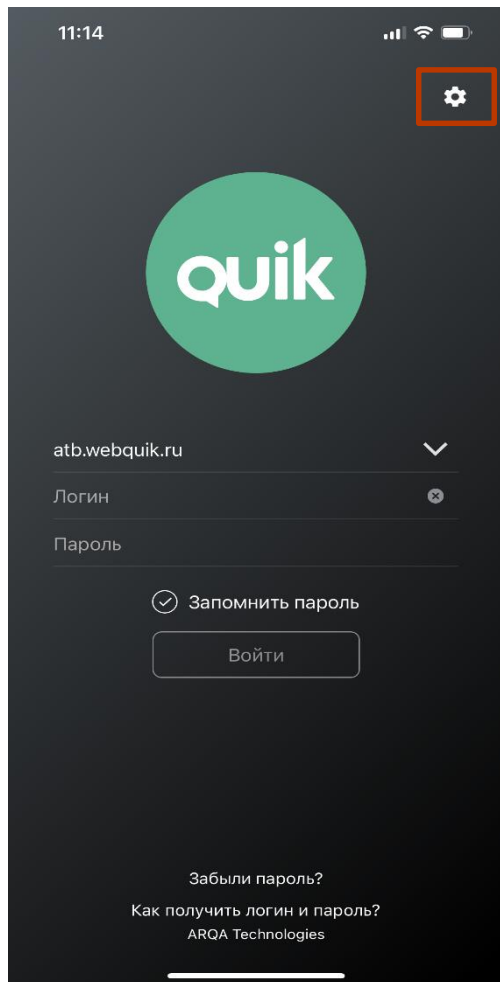 11:14
quik
atb.webquik.ru
Логин
Пароль
Запомнить пароль
Войти
Забыли пароль?
Как получить логин и пароль?
ARQA Technologies